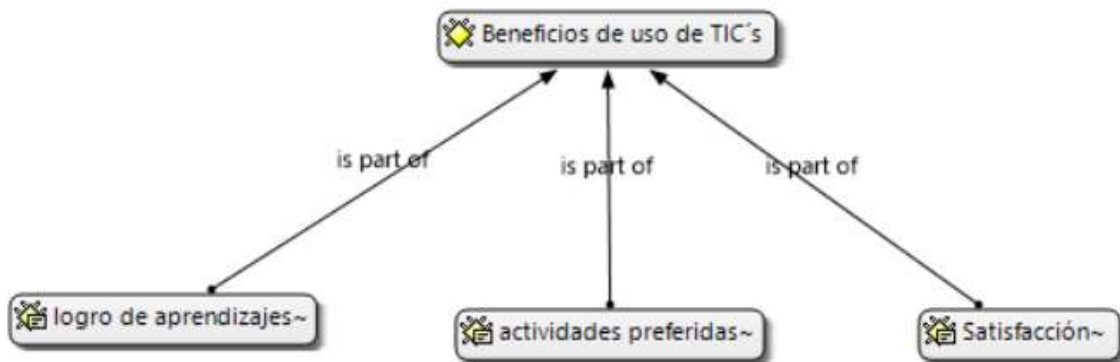 Beneficios de uso de TIC´s
is part of
is part of
is part of
logro de aprendizajes~
actividades preferidas~
Satisfacción~